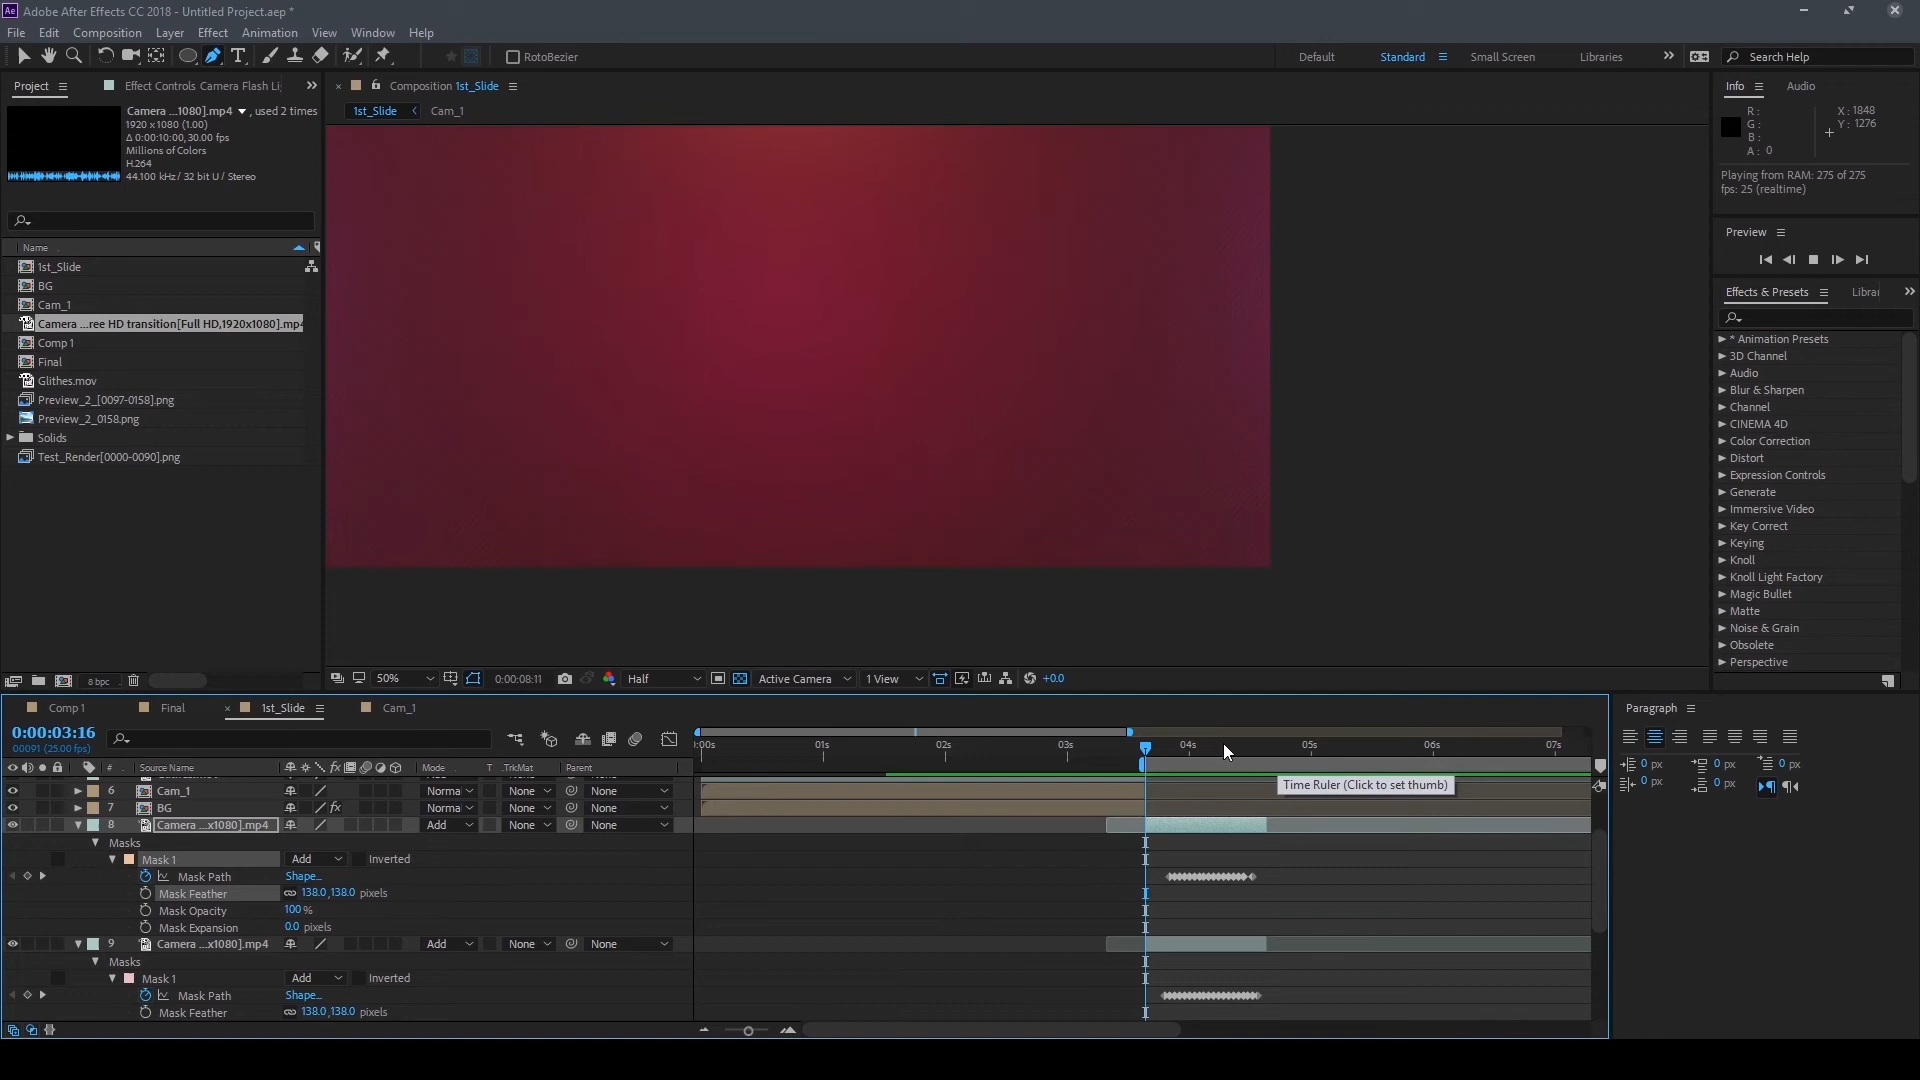 Ae Adobe After Effects CC 2018 - Untitled Project.aep *
File Edit Composition Layer Effect Animation View Window Help
RotoBezier
Default Standard Small Screen Libraries Search Help
Project Effect Controls Camera Flash Li
Composition 1st_Slide
Info Audio
Camera ...1080].mp4 , used 2 times
1920 x1080 (1.00)
Δ 0:00:10:00, 30.00 fps
Millions of Colors
H.264
44.100 kHz / 32 bit U / Stereo
1st_Slide Cam_1
R :
G :
B :
A : 0
X : 1848
Y : 1276
Playing from RAM: 275 of 275
fps: 25 (realtime)
Preview
Effects & Presets Librar
Name
1st_Slide
BG
Cam_1
Camera ...ree HD transition[Full HD,1920x1080].mp4
Comp 1
Final
Glithes.mov
Preview_2_[0097-0158].png
Preview_2_0158.png
Solids
Test_Render[0000-0090].png
* Animation Presets
3D Channel
Audio
Blur & Sharpen
Channel
CINEMA 4D
Color Correction
Distort
Expression Controls
Generate
Immersive Video
Key Correct
Keying
Knoll
Knoll Light Factory
Magic Bullet
Matte
Noise & Grain
Obsolete
Perspective
8 bpc
50% 0:00:08:11 Half Active Camera 1 View +0.0
Comp 1 Final 1st_Slide Cam_1
Paragraph
0:00:03:16
00091 (25.00 fps)
):00s 01s 02s 03s 04s 05s 06s 07s
# Source Name fx Mode T .TrkMat Parent
6 Cam_1 Norma None None
7 BG fx Norma None None
8 Camera ...x1080].mp4 Add None None
Masks
Mask 1 Add Inverted
Mask Path Shape...
Mask Feather 138.0,138.0 pixels
Mask Opacity 100 %
Mask Expansion 0.0 pixels
9 Camera ...x1080].mp4 Add None None
Masks
Mask 1 Add Inverted
Mask Path Shape...
Mask Feather 138.0,138.0 pixels
Time Ruler (Click to set thumb)
0 px 0 px 0 px
0 px 0 px